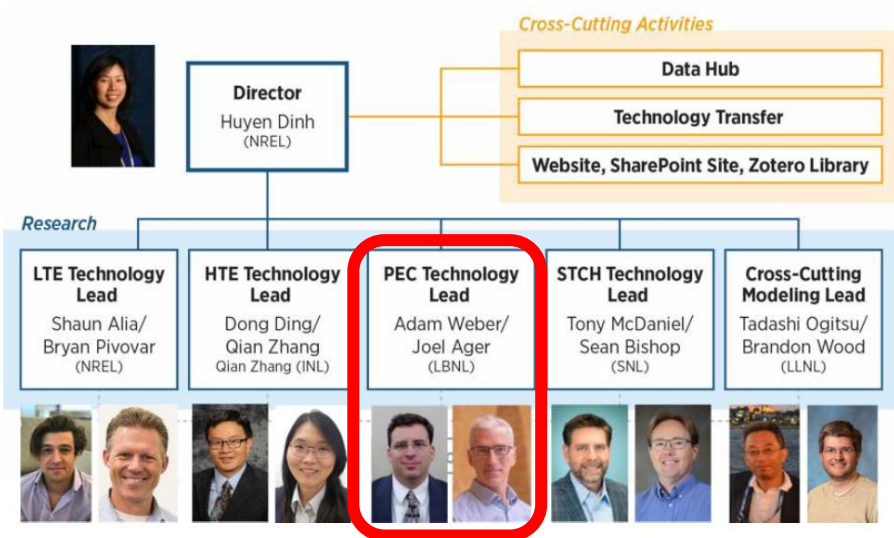 Cross-Cutting Activities
Director
Huyen Dinh
(NREL)
Data Hub
Technology Transfer
Website, SharePoint Site, Zotero Library
Research
LTE Technology
Lead
Shaun Alia/
Bryan Pivovar
(NREL)
HTE Technology
Lead
Dong Ding/
Qian Zhang
Qian Zhang (INL)
PEC Technology
Lead
Adam Weber/
Joel Ager
(LBNL)
STCH Technology
Lead
Tony McDaniel/
Sean Bishop
(SNL)
Cross-Cutting
Modeling Lead
Tadashi Ogitsu/
Brandon Wood
(LLNL)